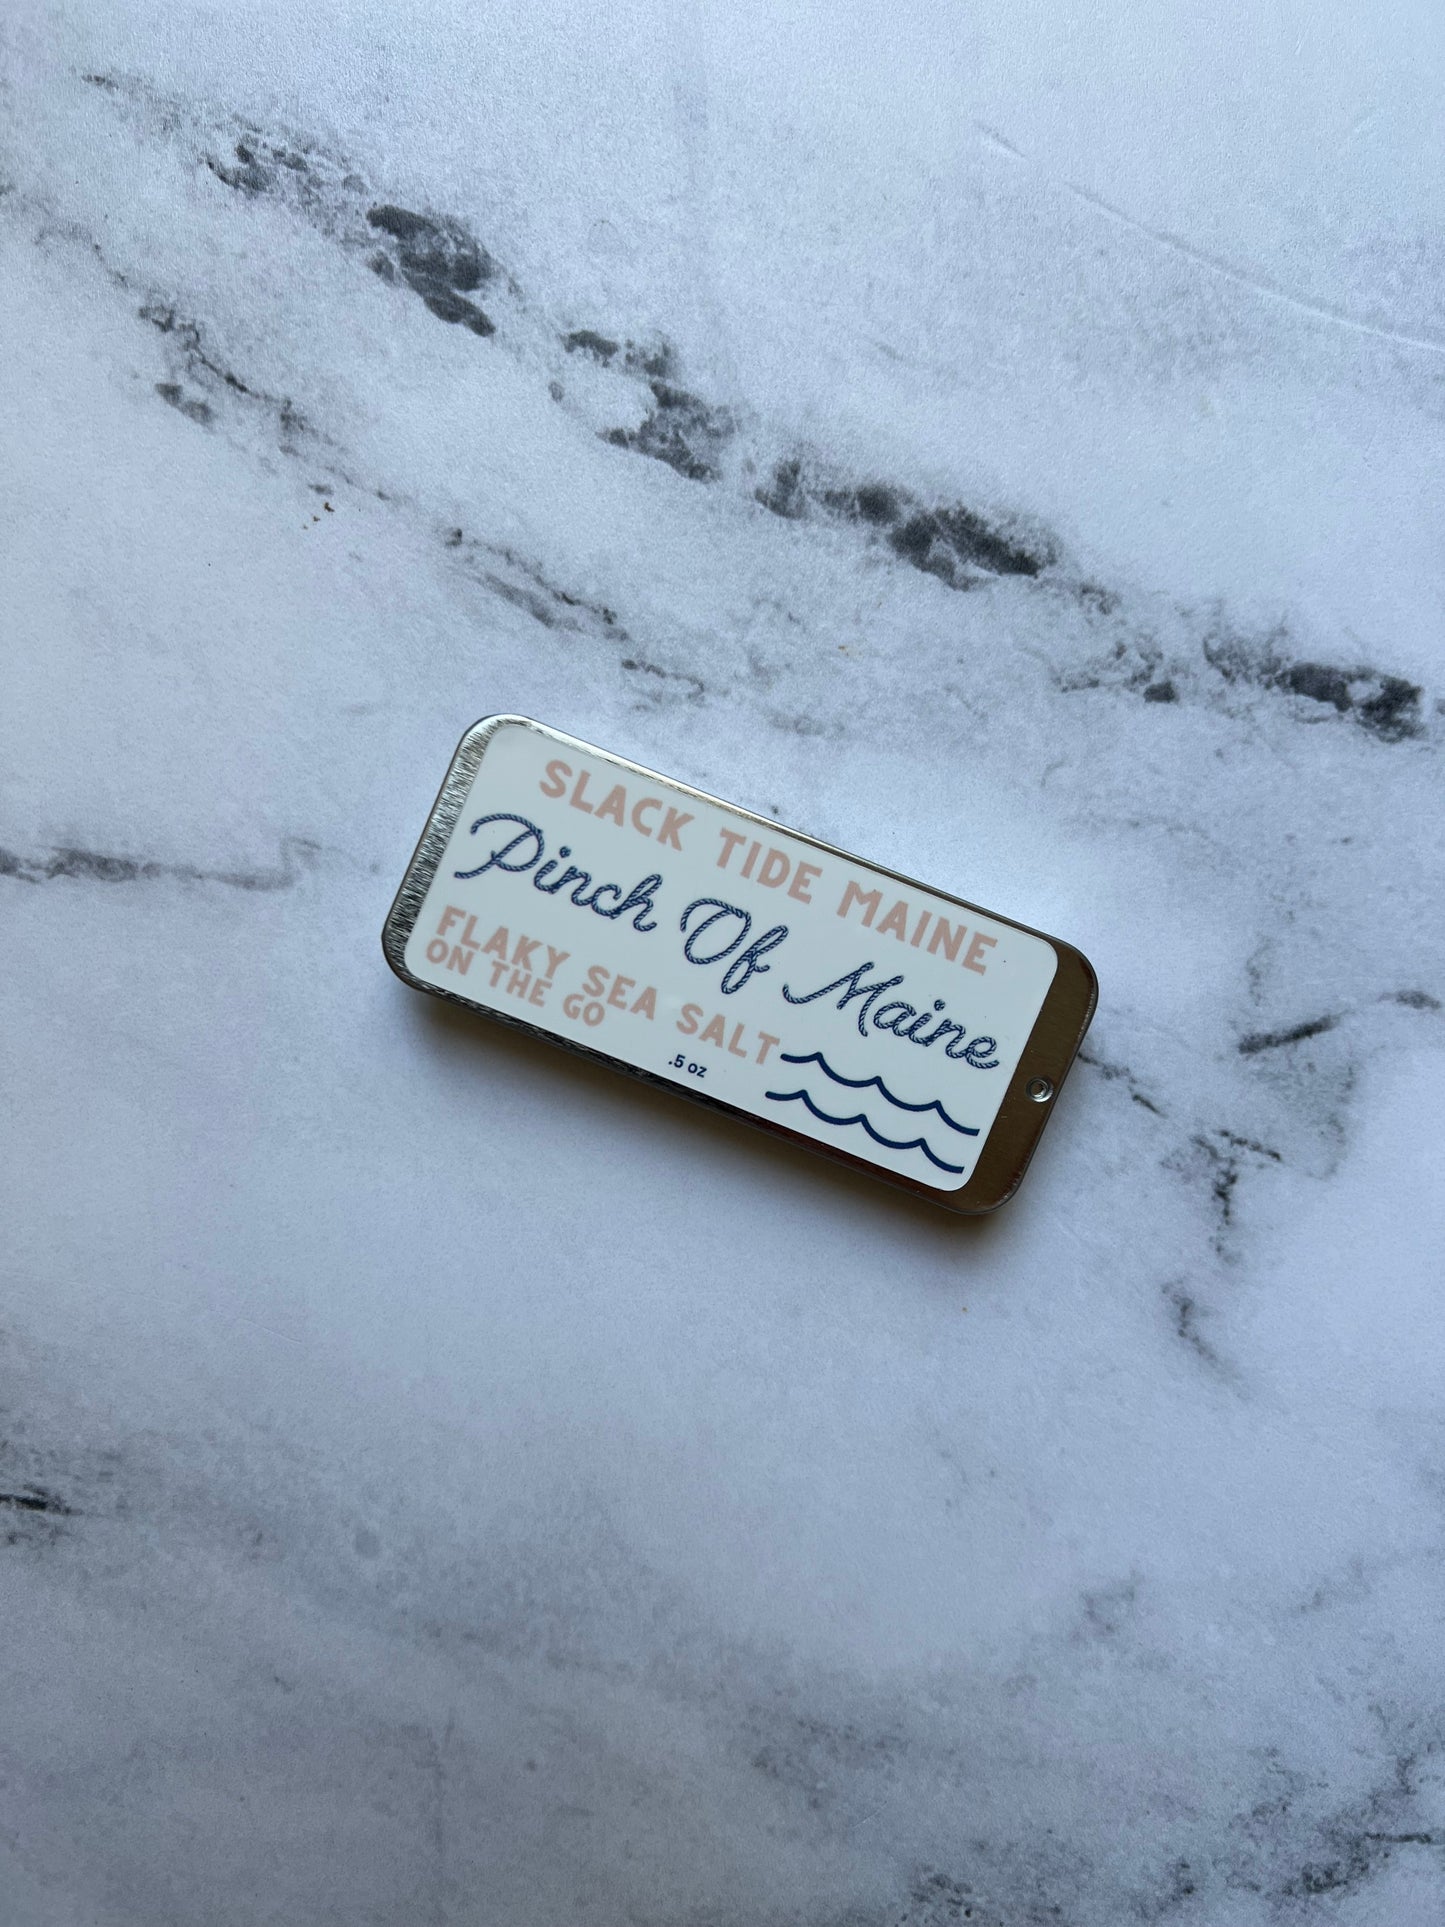 SLACK TIDE MAINE
Pinch Of Maine
FLAKY SEA SALT
ON THE GO
.5 oz